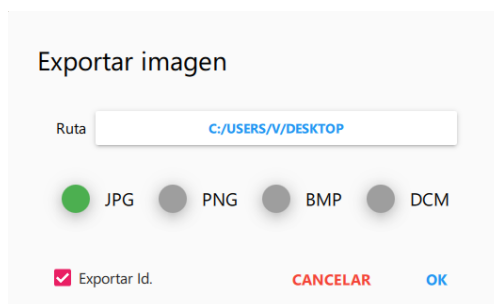 Exportar imagen
Ruta C:/USERS/V/DESKTOP
JPG PNG BMP DCM
Exportar Id. CANCELAR OK